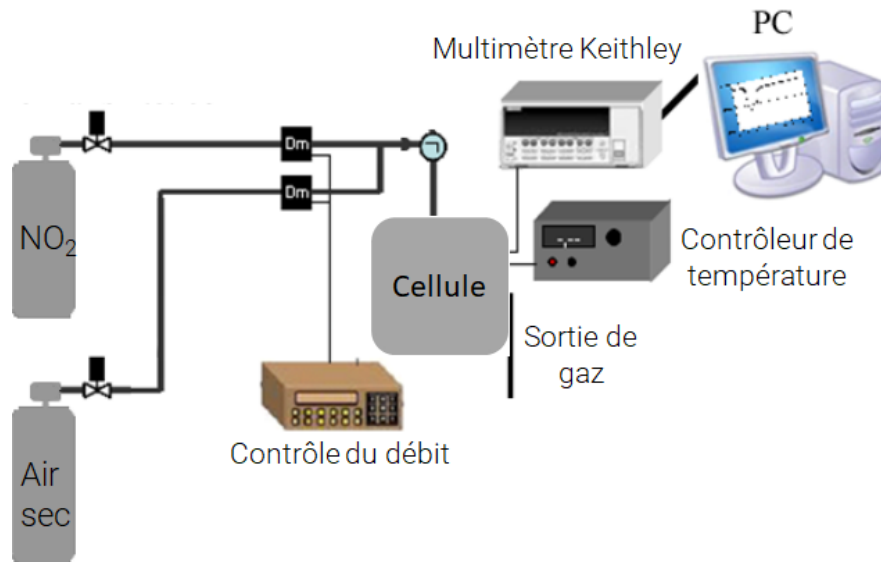 PC
Multimètre Keithley
Dm
Dm
NO₂
Contrôleur de
température
Cellule
Sortie de
gaz
Contrôle du débit
Air
sec